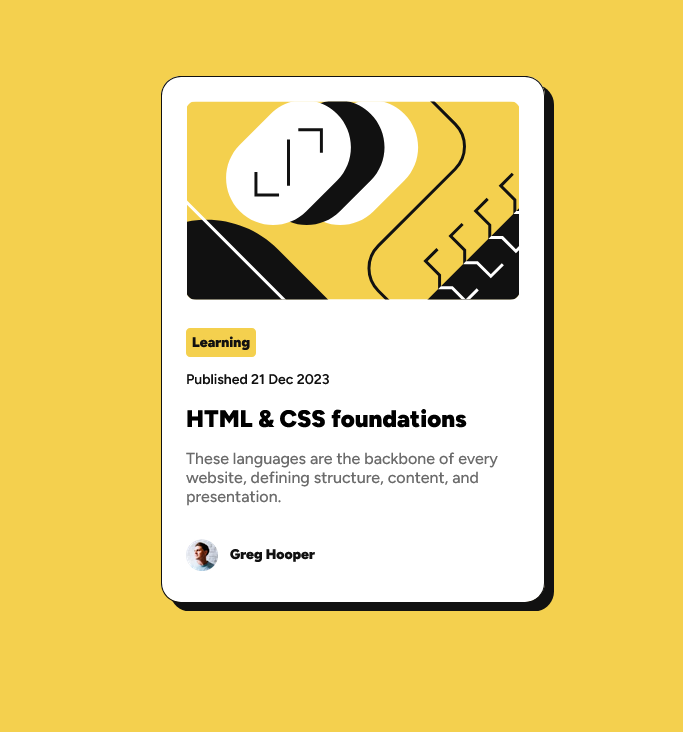 Learning
Published 21 Dec 2023
HTML & CSS foundations
These languages are the backbone of every
website, defining structure, content, and
presentation.
Greg Hooper